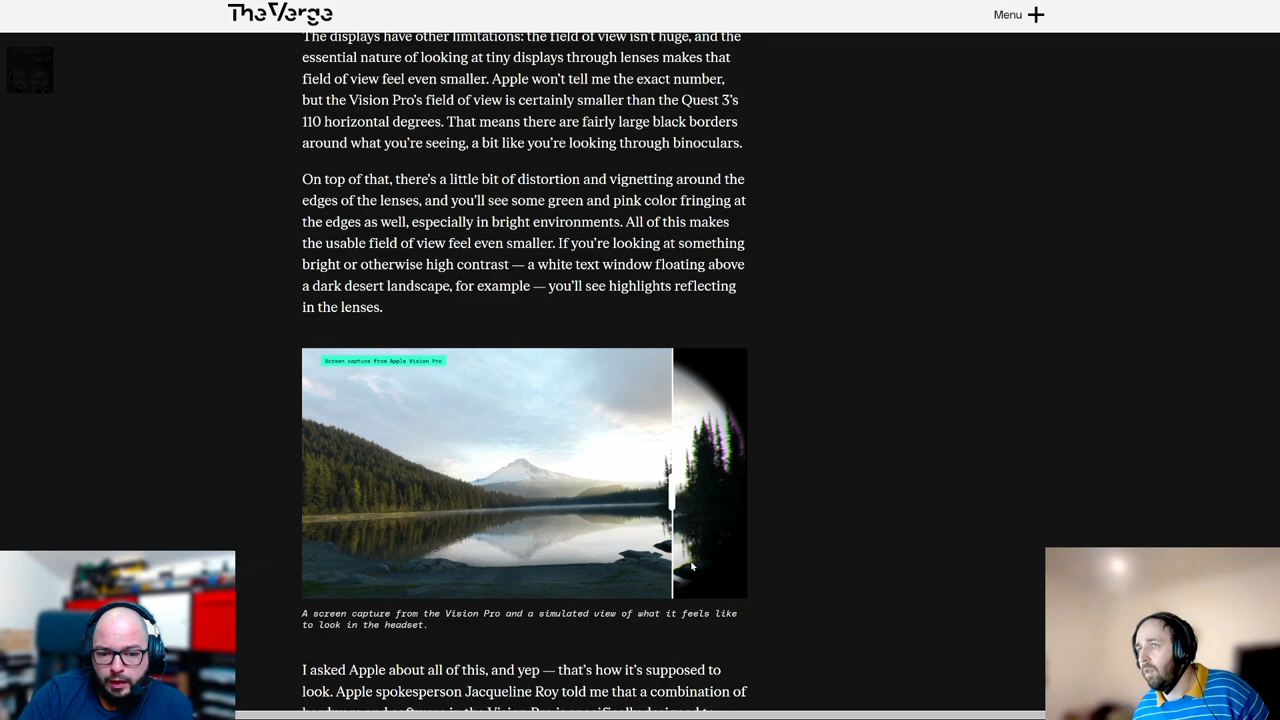 TheVerge
Menu
The displays have other limitations: the field of view isn't huge, and the
essential nature of looking at tiny displays through lenses makes that
field of view feel even smaller. Apple won't tell me the exact number,
but the Vision Pro's field of view is certainly smaller than the Quest 3's
110 horizontal degrees. That means there are fairly large black borders
around what you're seeing, a bit like you're looking through binoculars.
On top of that, there's a little bit of distortion and vignetting around the
edges of the lenses, and you'll see some green and pink color fringing at
the edges as well, especially in bright environments. All of this makes
the usable field of view feel even smaller. If you're looking at something
bright or otherwise high contrast — a white text window floating above
a dark desert landscape, for example — you'll see highlights reflecting
in the lenses.
Screen capture from Apple Vision Pro
A screen capture from the Vision Pro and a simulated view of what it feels like
to look in the headset.
I asked Apple about all of this, and yep — that's how it's supposed to
look. Apple spokesperson Jacqueline Roy told me that a combination of